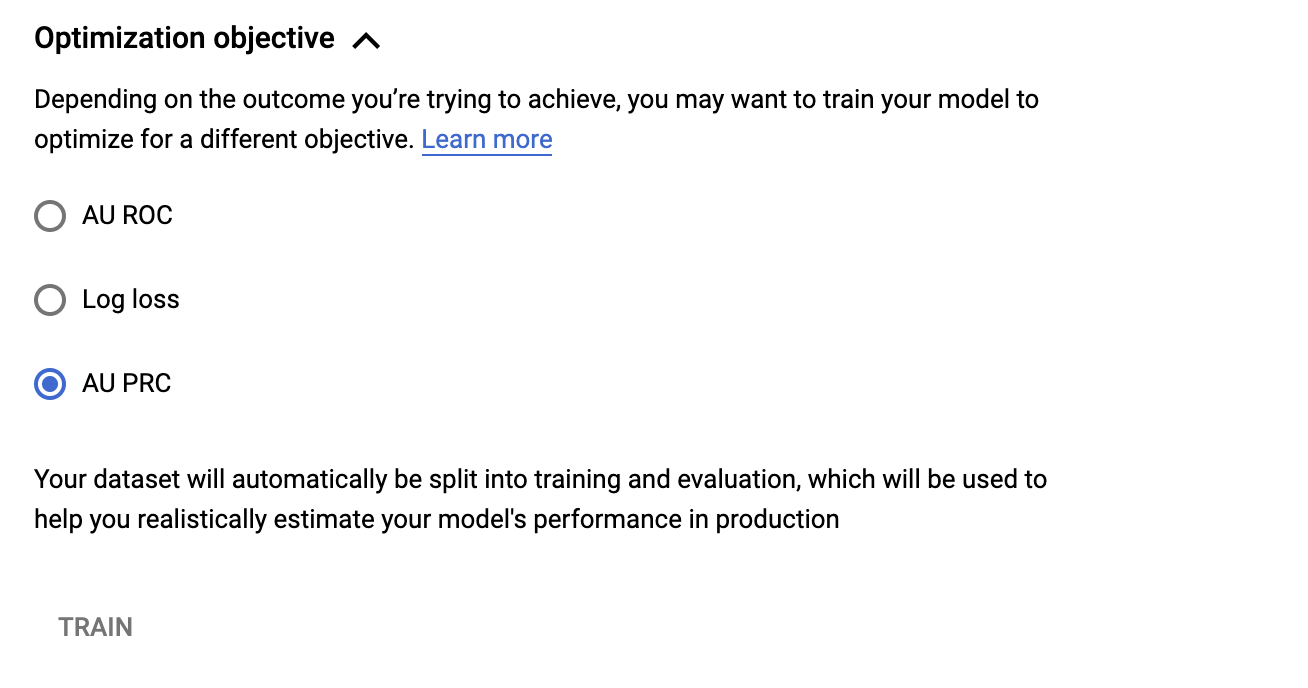 Optimization objective
Depending on the outcome you’re trying to achieve, you may want to train your model to
optimize for a different objective. Learn more
AU ROC
Log loss
AU PRC
Your dataset will automatically be split into training and evaluation, which will be used to
help you realistically estimate your model's performance in production
TRAIN